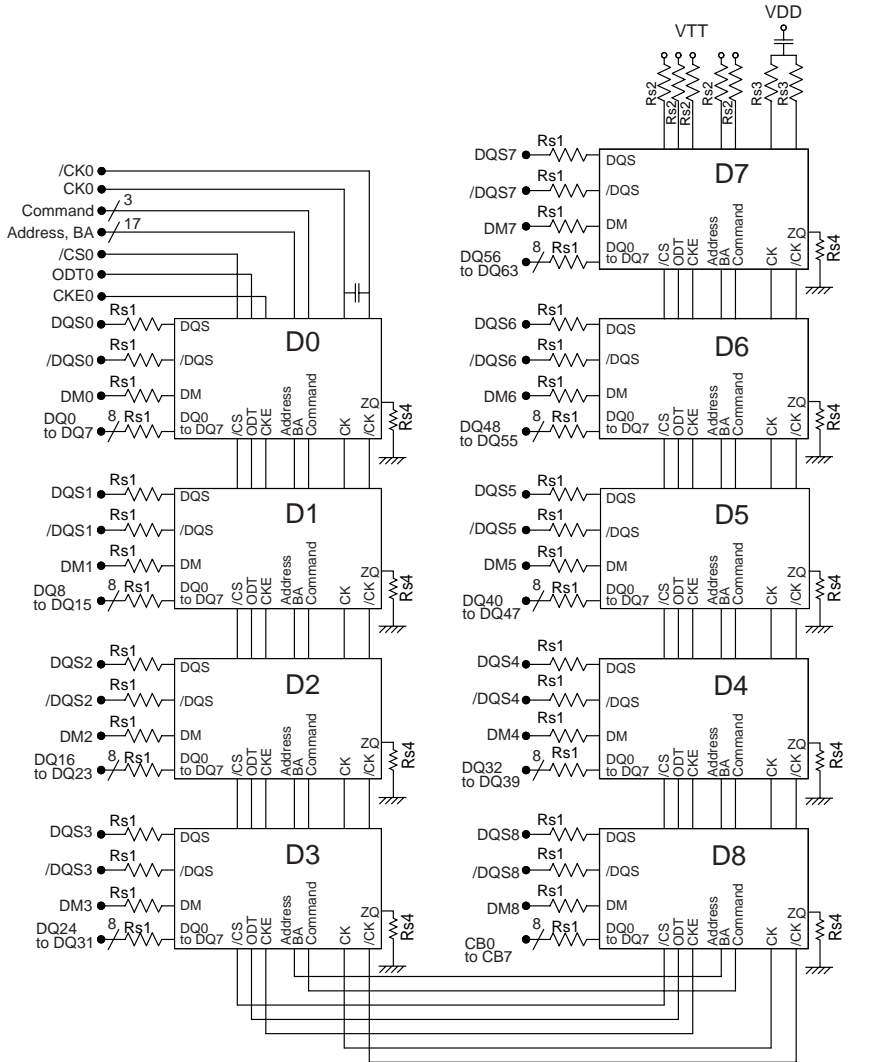 VDD
VTT
Rs2
Rs2
Rs2
Rs2
Rs2
Rs3
Rs3
/CK0
CK0
Command 3
Address, BA 17
/CS0
ODT0
CKE0
DQS0 Rs1 DQS
/DQS0 Rs1 /DQS
DM0 Rs1 DM
DQ0 to DQ7 8 Rs1 DQ0 to DQ7
D0
/CS
ODT
CKE
Address
BA
Command
CK
/CK
ZQ
Rs4
DQS1 Rs1 DQS
/DQS1 Rs1 /DQS
DM1 Rs1 DM
DQ8 to DQ15 8 Rs1 DQ0 to DQ7
D1
/CS
ODT
CKE
Address
BA
Command
CK
/CK
ZQ
Rs4
DQS2 Rs1 DQS
/DQS2 Rs1 /DQS
DM2 Rs1 DM
DQ16 to DQ23 8 Rs1 DQ0 to DQ7
D2
/CS
ODT
CKE
Address
BA
Command
CK
/CK
ZQ
Rs4
DQS3 Rs1 DQS
/DQS3 Rs1 /DQS
DM3 Rs1 DM
DQ24 to DQ31 8 Rs1 DQ0 to DQ7
D3
/CS
ODT
CKE
Address
BA
Command
CK
/CK
ZQ
Rs4
DQS7 Rs1 DQS
/DQS7 Rs1 /DQS
DM7 Rs1 DM
DQ56 to DQ63 8 Rs1 DQ0 to DQ7
D7
/CS
ODT
CKE
Address
BA
Command
CK
/CK
ZQ
Rs4
DQS6 Rs1 DQS
/DQS6 Rs1 /DQS
DM6 Rs1 DM
DQ48 to DQ55 8 Rs1 DQ0 to DQ7
D6
/CS
ODT
CKE
Address
BA
Command
CK
/CK
ZQ
Rs4
DQS5 Rs1 DQS
/DQS5 Rs1 /DQS
DM5 Rs1 DM
DQ40 to DQ47 8 Rs1 DQ0 to DQ7
D5
/CS
ODT
CKE
Address
BA
Command
CK
/CK
ZQ
Rs4
DQS4 Rs1 DQS
/DQS4 Rs1 /DQS
DM4 Rs1 DM
DQ32 to DQ39 8 Rs1 DQ0 to DQ7
D4
/CS
ODT
CKE
Address
BA
Command
CK
/CK
ZQ
Rs4
DQS8 Rs1 DQS
/DQS8 Rs1 /DQS
DM8 Rs1 DM
CB0 to CB7 8 Rs1 DQ0 to DQ7
D8
/CS
ODT
CKE
Address
BA
Command
CK
/CK
ZQ
Rs4